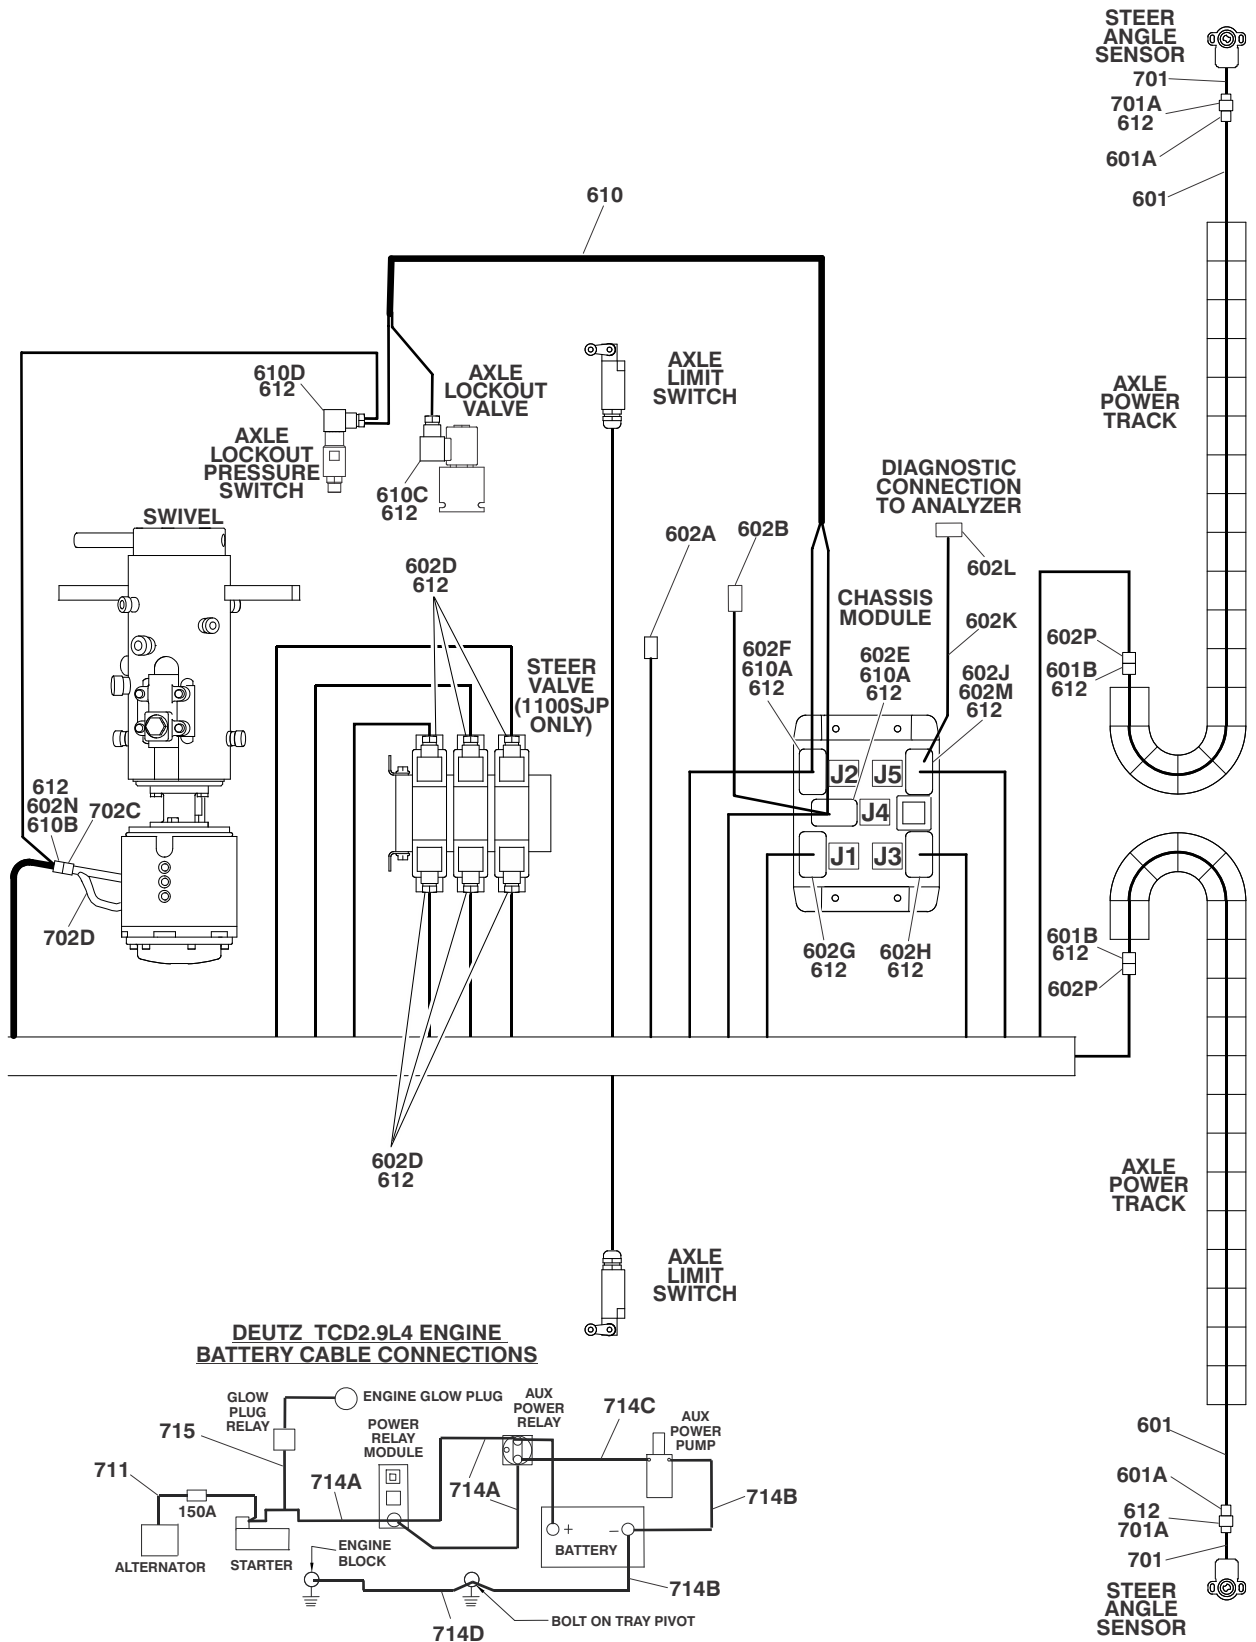 STEER
ANGLE
SENSOR
701
701A
612
601A
601
610
AXLE
LIMIT
SWITCH
610D
612
AXLE
LOCKOUT
VALVE
AXLE
POWER
TRACK
AXLE
LOCKOUT
PRESSURE
SWITCH
610C
612
DIAGNOSTIC
CONNECTION
TO ANALYZER
SWIVEL
602A
602B
602L
602D
612
CHASSIS
MODULE
602K
602P
601B
612
602F
610A
612
602E
610A
612
602J
602M
612
STEER
VALVE
(1100SJP
ONLY)
J2
J5
J4
J1
J3
612
602N
610B
702C
702D
602G
612
602H
612
601B
612
602P
602D
612
AXLE
POWER
TRACK
AXLE
LIMIT
SWITCH
DEUTZ TCD2.9L4 ENGINE
BATTERY CABLE CONNECTIONS
GLOW
PLUG
RELAY
ENGINE GLOW PLUG
AUX
POWER
RELAY
714C
AUX
POWER
PUMP
715
POWER
RELAY
MODULE
711
714A
714A
714B
150A
+
−
BATTERY
ALTERNATOR
STARTER
ENGINE
BLOCK
714B
BOLT ON TRAY PIVOT
714D
601
601A
612
701A
701
STEER
ANGLE
SENSOR